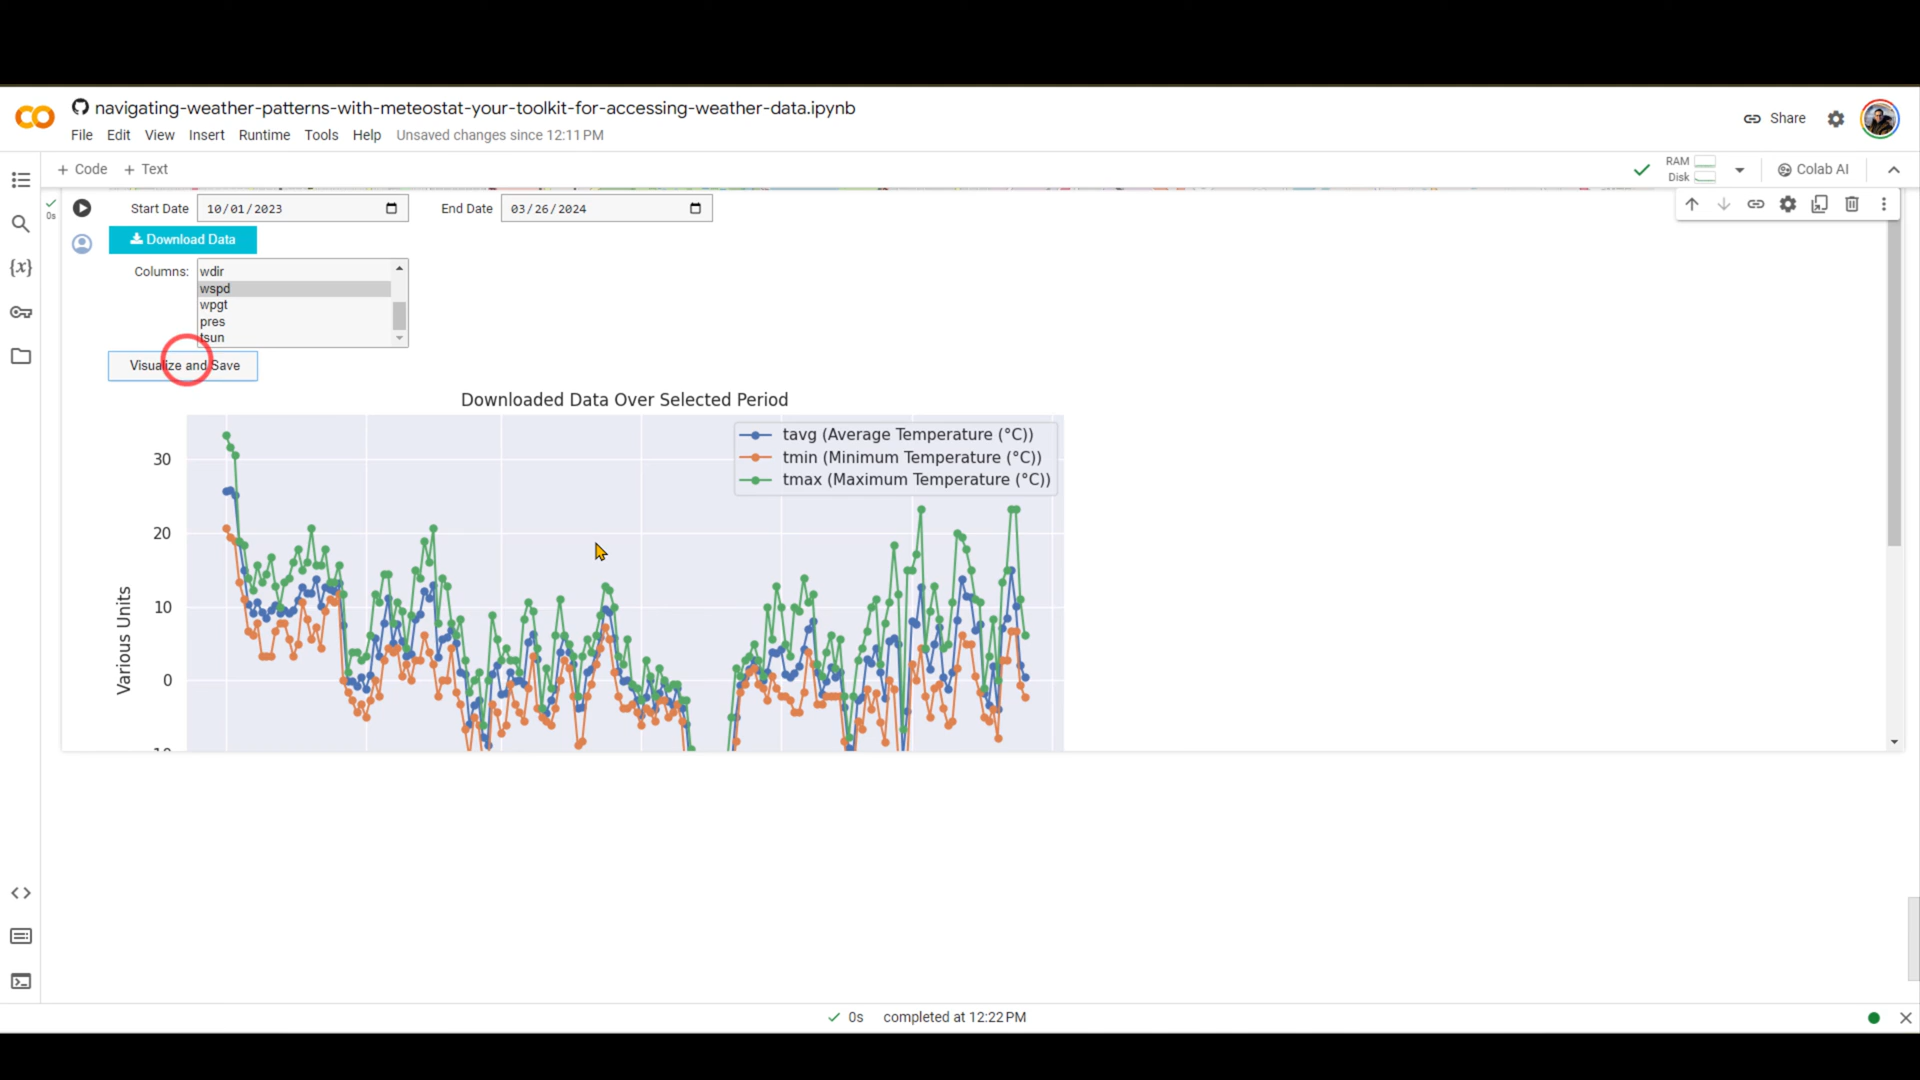 navigating-weather-patterns-with-meteostat-your-toolkit-for-accessing-weather-data.ipynb
Share
File Edit View Insert Runtime Tools Help Unsaved changes since 12:11 PM
+ Code + Text
RAM
Disk
Colab AI
0s
Start Date 10/01/2023 End Date 03/26/2024
Download Data
Columns: wdir
wspd
wpgt
pres
tsun
Visualize and Save
Downloaded Data Over Selected Period
tavg (Average Temperature (°C))
tmin (Minimum Temperature (°C))
tmax (Maximum Temperature (°C))
30
20
10
0
Various Units
0s completed at 12:22 PM